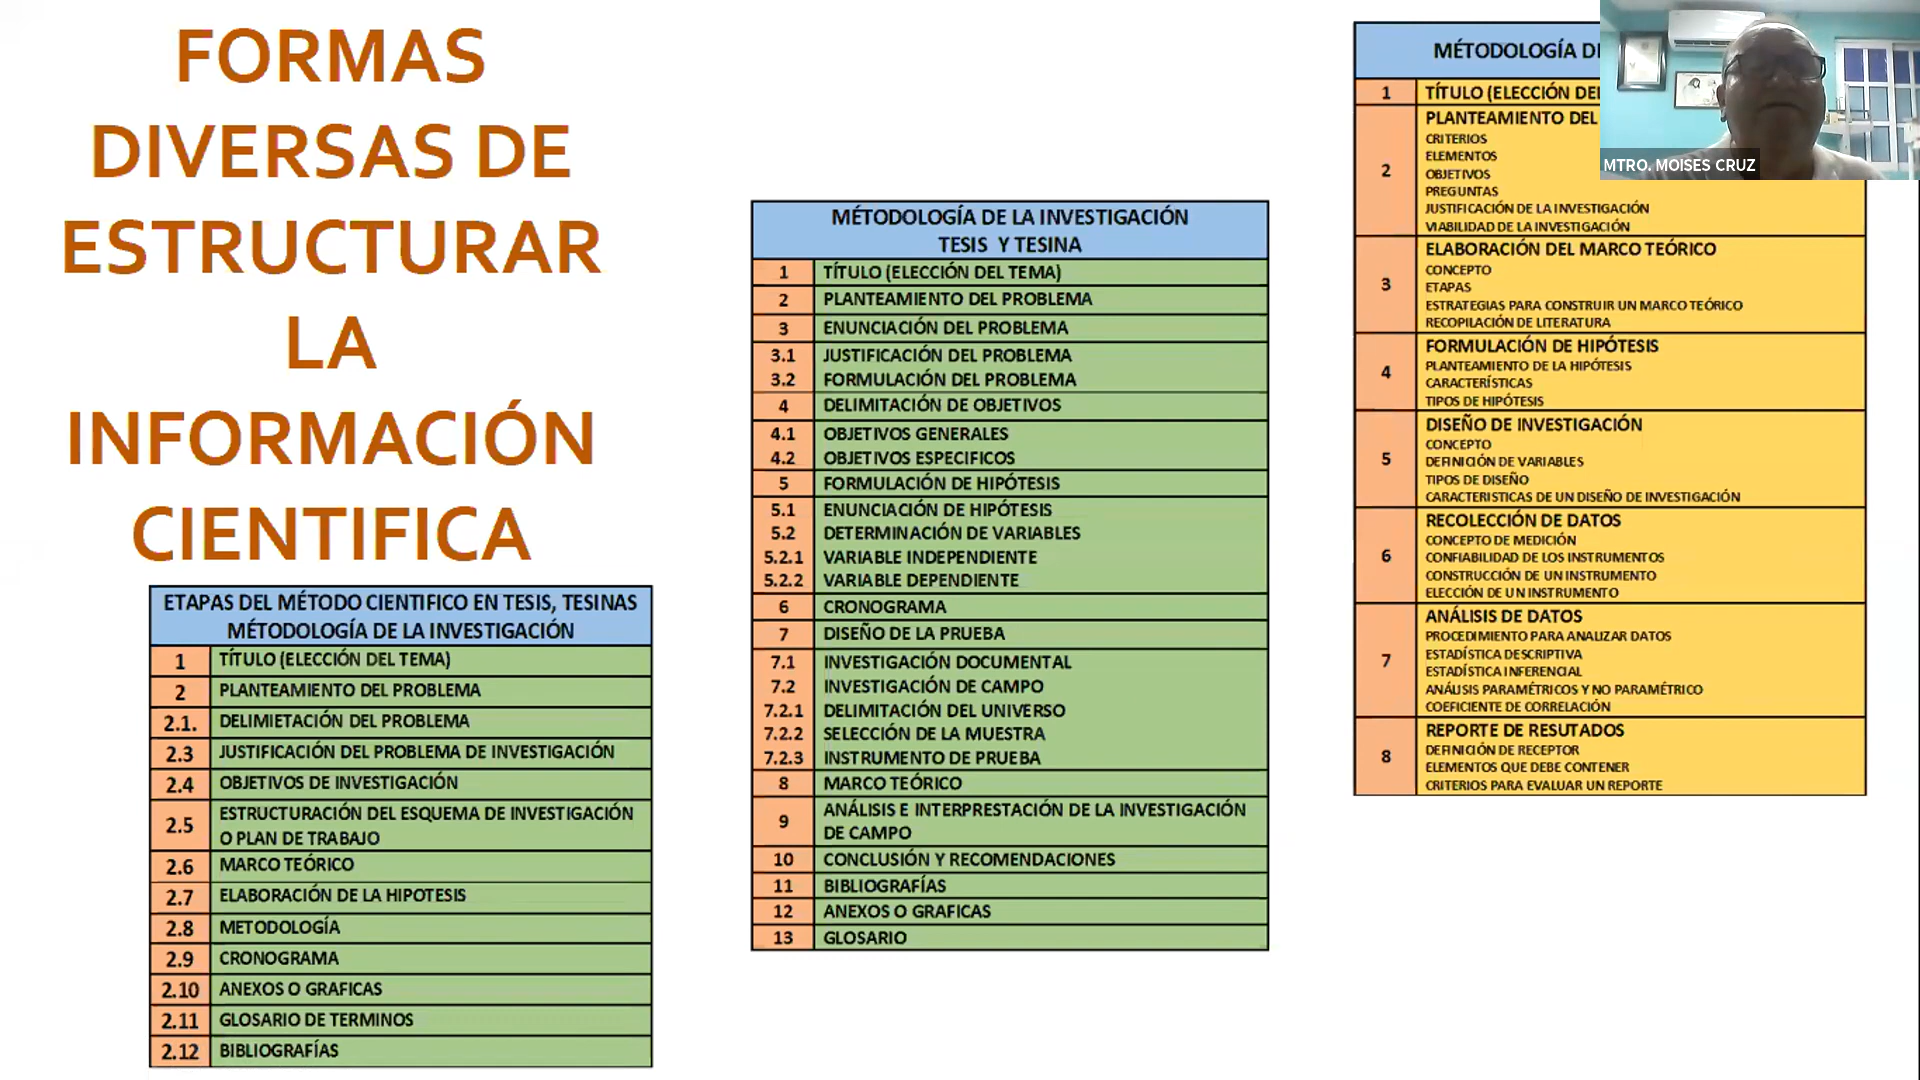 FORMAS
DIVERSAS DE
ESTRUCTURAR
LA
INFORMACIÓN
CIENTIFICA
ETAPAS DEL MÉTODO CIENTIFICO EN TESIS, TESINAS
MÉTODOLOGÍA DE LA INVESTIGACIÓN
1 TÍTULO (ELECCIÓN DEL TEMA)
2 PLANTEAMIENTO DEL PROBLEMA
2.1. DELIMIETACIÓN DEL PROBLEMA
2.3 JUSTIFICACIÓN DEL PROBLEMA DE INVESTIGACIÓN
2.4 OBJETIVOS DE INVESTIGACIÓN
2.5 ESTRUCTURACIÓN DEL ESQUEMA DE INVESTIGACIÓN
O PLAN DE TRABAJO
2.6 MARCO TEÓRICO
2.7 ELABORACIÓN DE LA HIPOTESIS
2.8 METODOLOGÍA
2.9 CRONOGRAMA
2.10 ANEXOS O GRAFICAS
2.11 GLOSARIO DE TERMINOS
2.12 BIBLIOGRAFÍAS
MÉTODOLOGÍA DE LA INVESTIGACIÓN
TESIS Y TESINA
1 TÍTULO (ELECCIÓN DEL TEMA)
2 PLANTEAMIENTO DEL PROBLEMA
3 ENUNCIACIÓN DEL PROBLEMA
3.1 JUSTIFICACIÓN DEL PROBLEMA
3.2 FORMULACIÓN DEL PROBLEMA
4 DELIMITACIÓN DE OBJETIVOS
4.1 OBJETIVOS GENERALES
4.2 OBJETIVOS ESPECIFICOS
5 FORMULACIÓN DE HIPÓTESIS
5.1 ENUNCIACIÓN DE HIPÓTESIS
5.2 DETERMINACIÓN DE VARIABLES
5.2.1 VARIABLE INDEPENDIENTE
5.2.2 VARIABLE DEPENDIENTE
6 CRONOGRAMA
7 DISEÑO DE LA PRUEBA
7.1 INVESTIGACIÓN DOCUMENTAL
7.2 INVESTIGACIÓN DE CAMPO
7.2.1 DELIMITACIÓN DEL UNIVERSO
7.2.2 SELECCIÓN DE LA MUESTRA
7.2.3 INSTRUMENTO DE PRUEBA
8 MARCO TEÓRICO
9 ANÁLISIS E INTERPRESTACIÓN DE LA INVESTIGACIÓN
DE CAMPO
10 CONCLUSIÓN Y RECOMENDACIONES
11 BIBLIOGRAFÍAS
12 ANEXOS O GRAFICAS
13 GLOSARIO
MÉTODOLOGÍA
1 TÍTULO (ELECCIÓN
2 PLANTEAMIENTO DEL
CRITERIOS
ELEMENTOS
OBJETIVOS
PREGUNTAS
JUSTIFICACIÓN DE LA INVESTIGACIÓN
VIABILIDAD DE LA INVESTIGACIÓN
3 ELABORACIÓN DEL MARCO TEÓRICO
CONCEPTO
ETAPAS
ESTRATEGIAS PARA CONSTRUIR UN MARCO TEÓRICO
RECOPILACIÓN DE LITERATURA
4 FORMULACIÓN DE HIPÓTESIS
PLANTEAMIENTO DE LA HIPÓTESIS
CARACTERÍSTICAS
TIPOS DE HIPÓTESIS
5 DISEÑO DE INVESTIGACIÓN
CONCEPTO
DEFINICIÓN DE VARIABLES
TIPOS DE DISEÑO
CARACTERISTICAS DE UN DISEÑO DE INVESTIGACIÓN
6 RECOLECCIÓN DE DATOS
CONCEPTO DE MEDICIÓN
CONFIABILIDAD DE LOS INSTRUMENTOS
CONSTRUCCIÓN DE UN INSTRUMENTO
ELECCIÓN DE UN INSTRUMENTO
7 ANÁLISIS DE DATOS
PROCEDIMIENTO PARA ANALIZAR DATOS
ESTADÍSTICA DESCRIPTIVA
ESTADÍSTICA INFERENCIAL
ANÁLISIS PARAMÉTRICOS Y NO PARAMÉTRICO
COEFICIENTE DE CORRELACIÓN
8 REPORTE DE RESUTADOS
DEFINICIÓN DE RECEPTOR
ELEMENTOS QUE DEBE CONTENER
CRITERIOS PARA EVALUAR UN REPORTE
MTRO. MOISES CRUZ